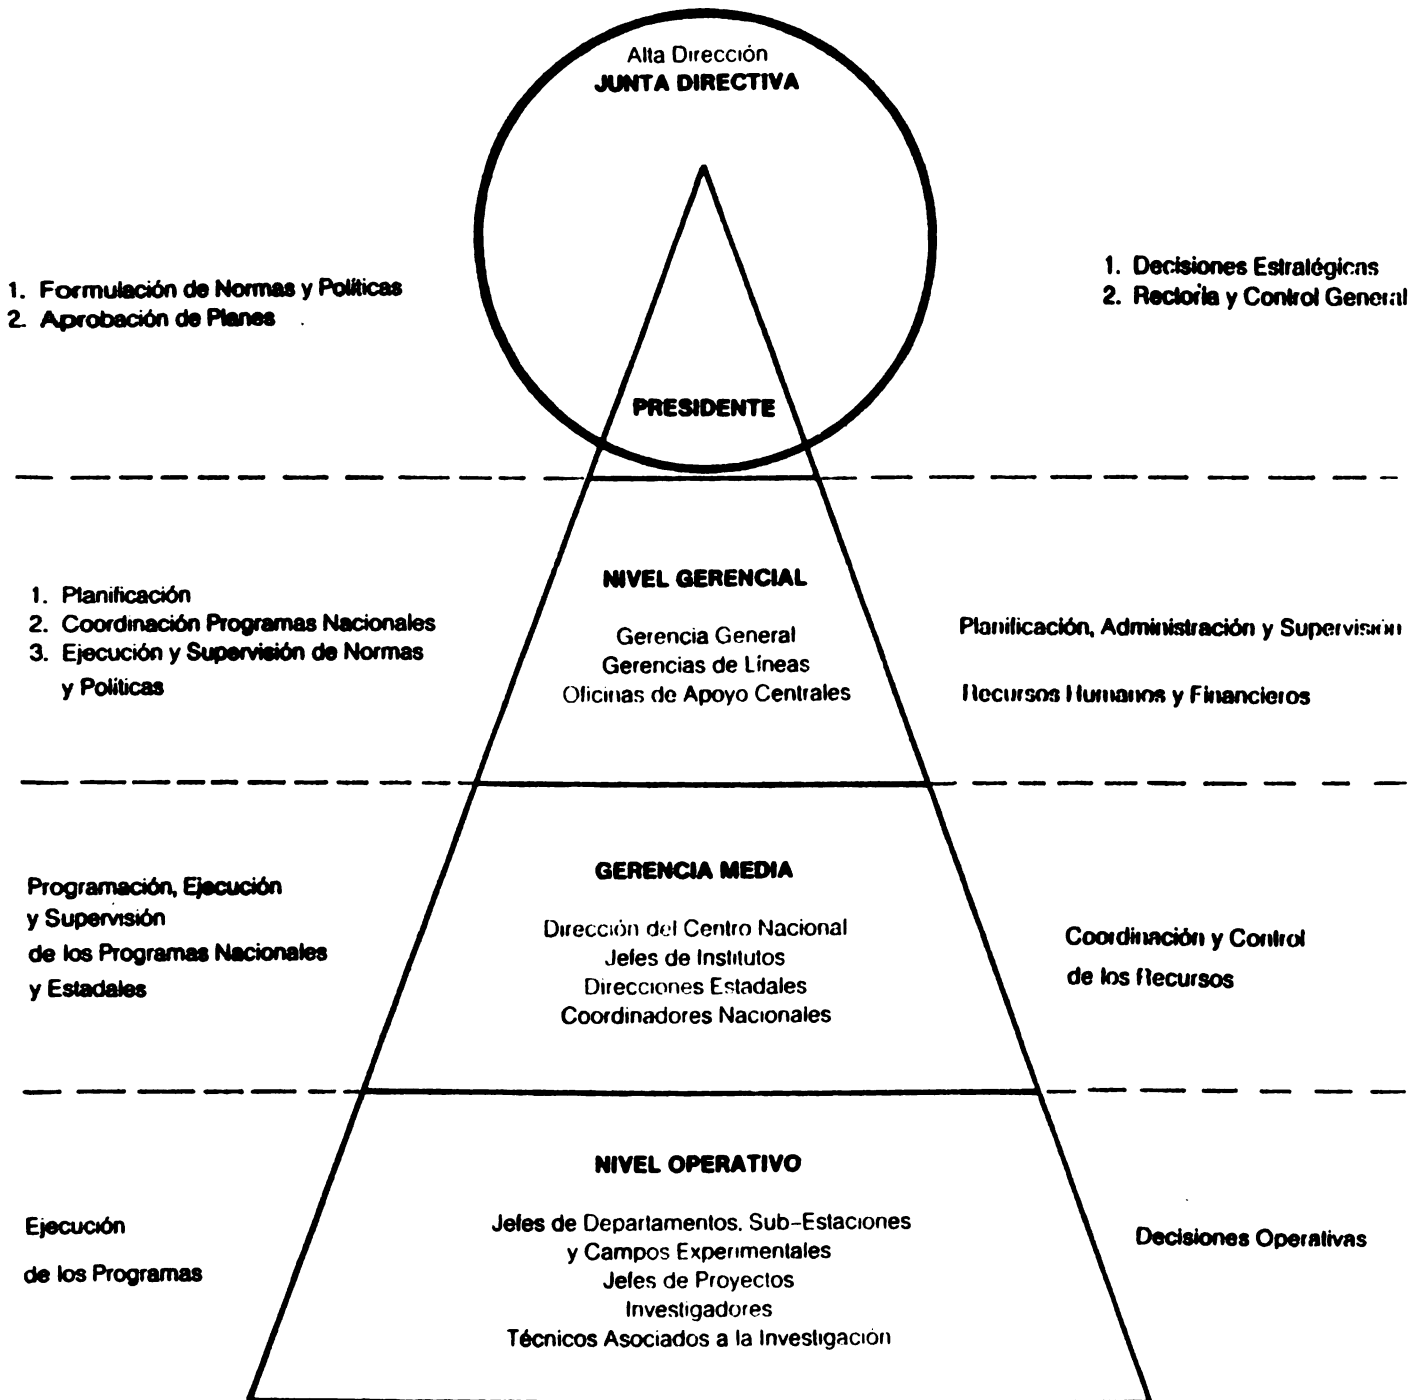 Alta Dirección
JUNTA DIRECTIVA
PRESIDENTE
1. Formulación de Normas y Políticas
2. Aprobación de Planes
1. Decisiones Estratégicas
2. Rectoría y Control General
NIVEL GERENCIAL
Gerencia General
Gerencias de Líneas
Oficinas de Apoyo Centrales
1. Planificación
2. Coordinación Programas Nacionales
3. Ejecución y Supervisión de Normas
y Políticas
Planificación, Administración y Supervisión
Recursos Humanos y Financieros
GERENCIA MEDIA
Dirección del Centro Nacional
Jefes de Institutos
Direcciones Estadales
Coordinadores Nacionales
Programación, Ejecución
y Supervisión
de los Programas Nacionales
y Estadales
Coordinación y Control
de los Recursos
NIVEL OPERATIVO
Jefes de Departamentos. Sub-Estaciones
y Campos Experimentales
Jefes de Proyectos
Investigadores
Técnicos Asociados a la Investigación
Ejecución
de los Programas
Decisiones Operativas